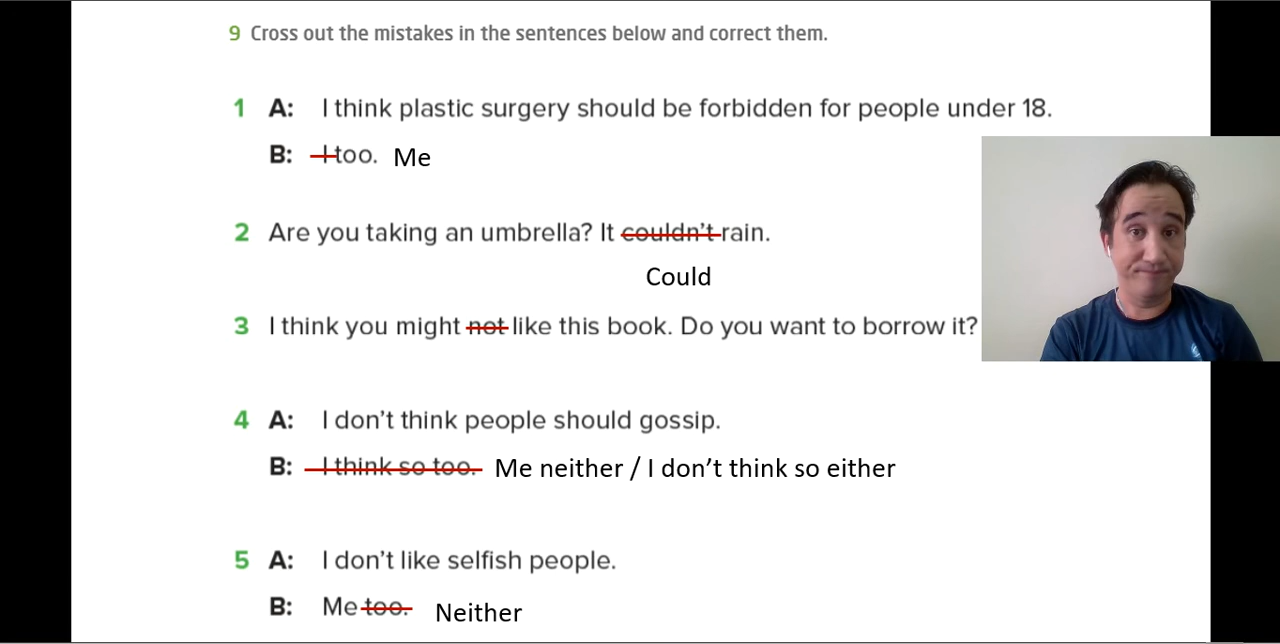 9 Cross out the mistakes in the sentences below and correct them.
1 A: I think plastic surgery should be forbidden for people under 18.
B: I too. Me
2 Are you taking an umbrella? It couldn't rain.
Could
3 I think you might not like this book. Do you want to borrow it?
4 A: I don't think people should gossip.
B: I think so too. Me neither / I don't think so either
5 A: I don't like selfish people.
B: Me too. Neither